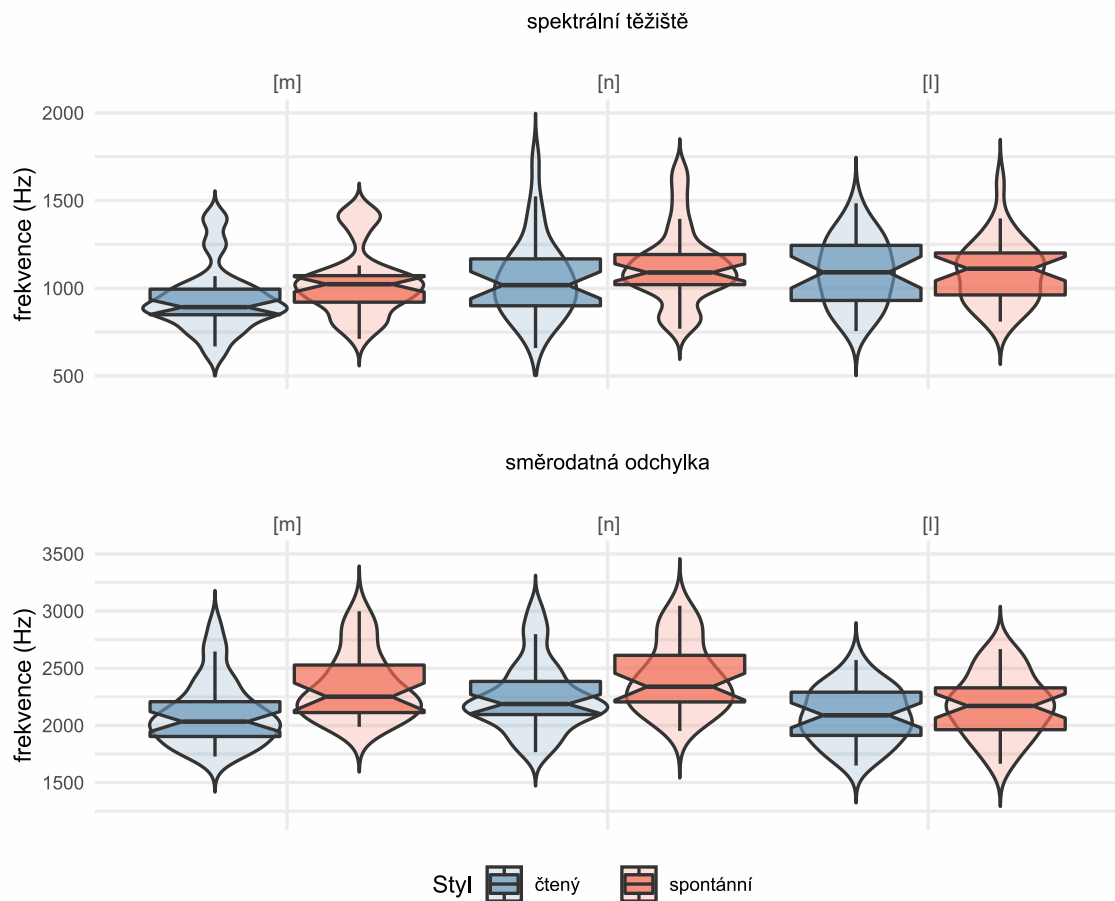 spektrální těžiště
[m] [n] [l]
2000
1500
1000
500
frekvence (Hz)
směrodatná odchylka
[m] [n] [l]
3500
3000
2500
2000
1500
frekvence (Hz)
Styl čtený spontánní